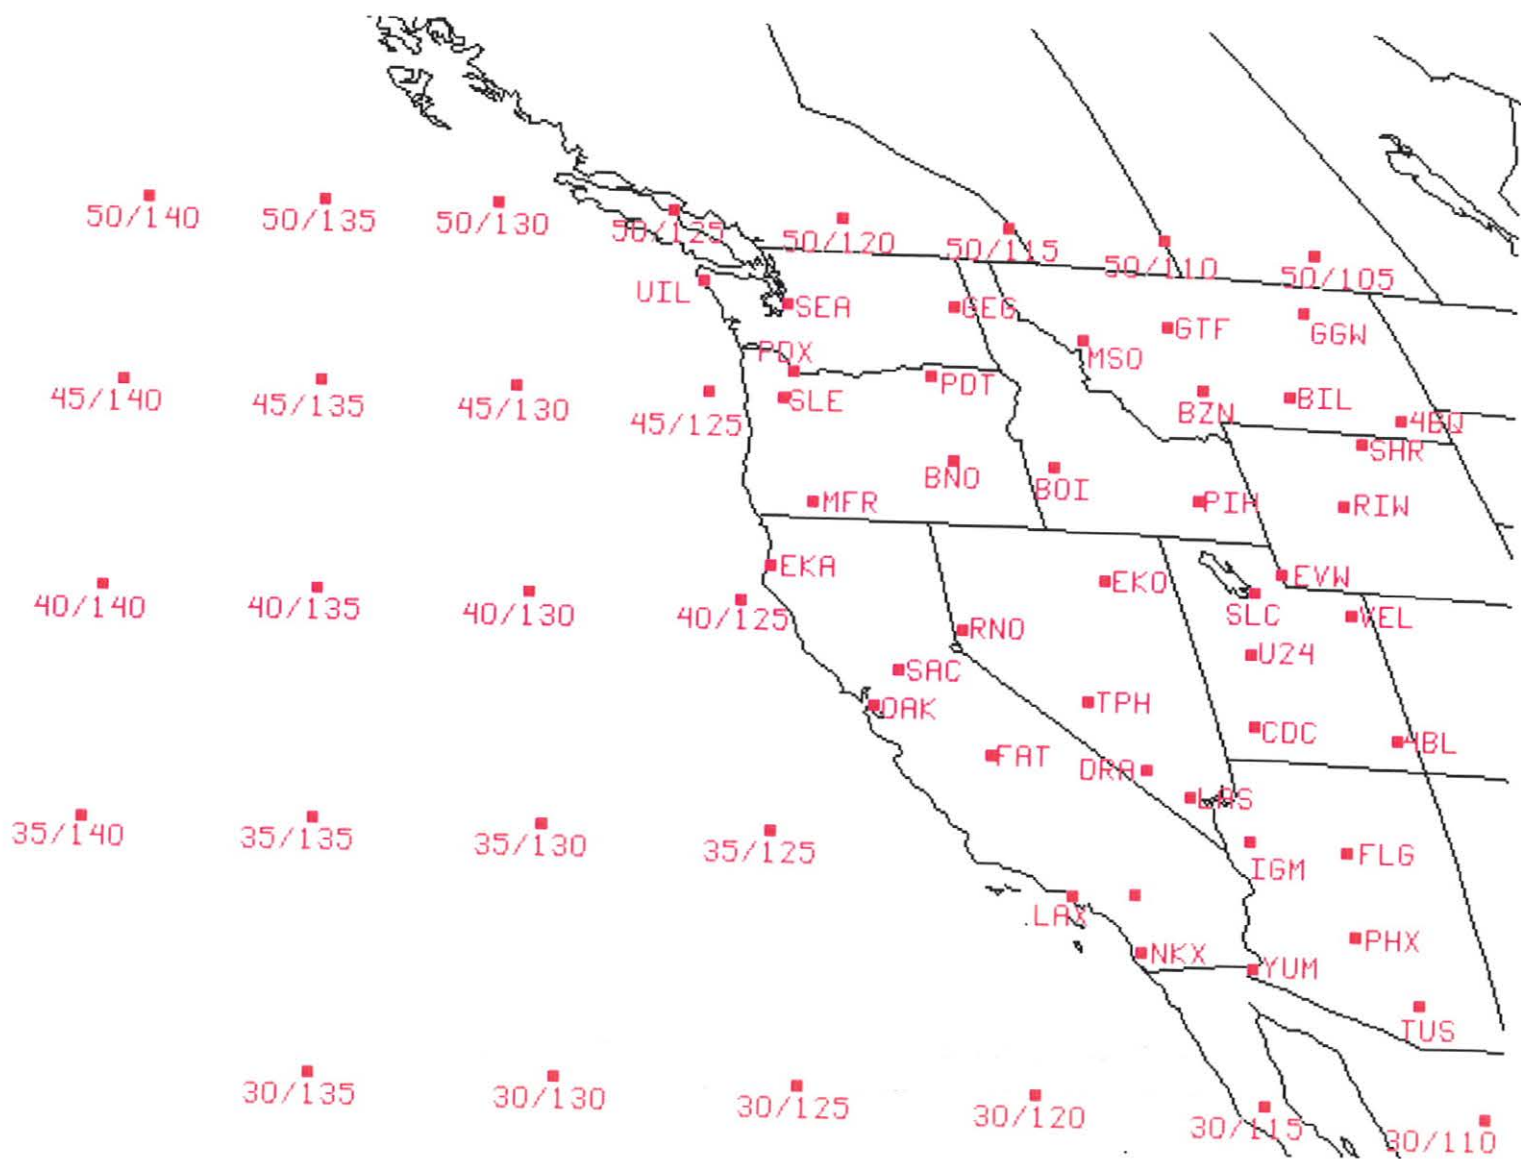 50/140 50/135 50/130 50/125 50/120 50/115 50/110 50/105
UIL SEA GEG GTF GGW
PDX MSO
45/140 45/135 45/130 45/125 SLE PDT BZN BIL 4BQ
SHR
BNO BOI
MFR PIH RIW
EKA EKO EVW
40/140 40/135 40/130 40/125 SLC VEL
RNO
SAC U24
OAK TPH
CDC 4BL
FAT DRA
LAS
35/140 35/135 35/130 35/125
IGM FLG
LAX
NKX PHX
YUM
TUS
30/135 30/130 30/125 30/120 30/115 30/110